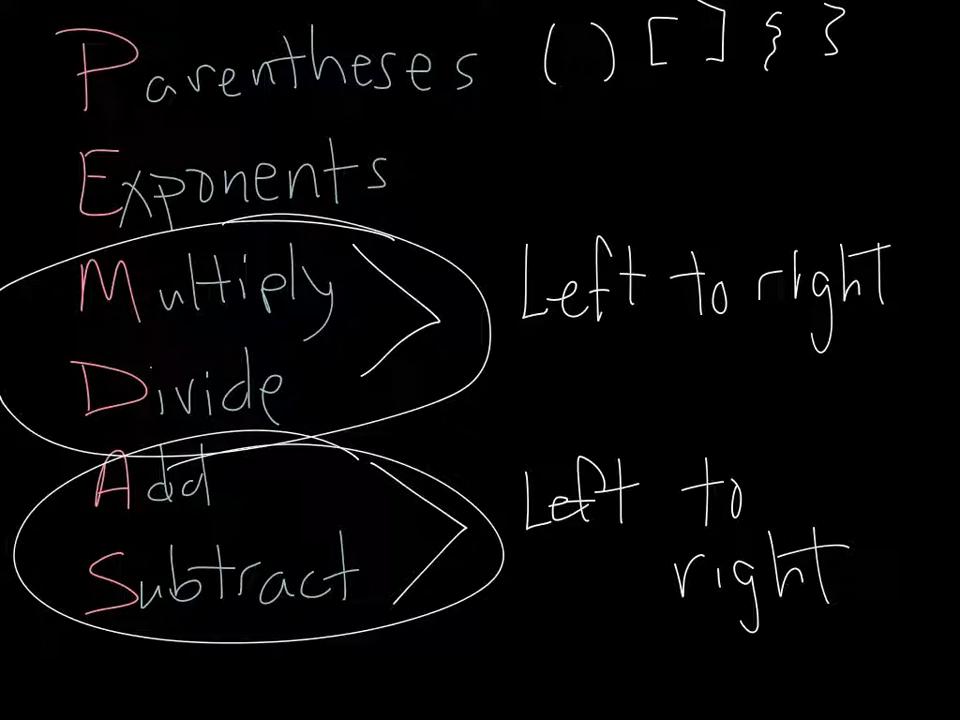 Parentheses ( ) [ ] { }
Exponents
Multiply
Left to right
Divide
Add
Left to
Subtract
right